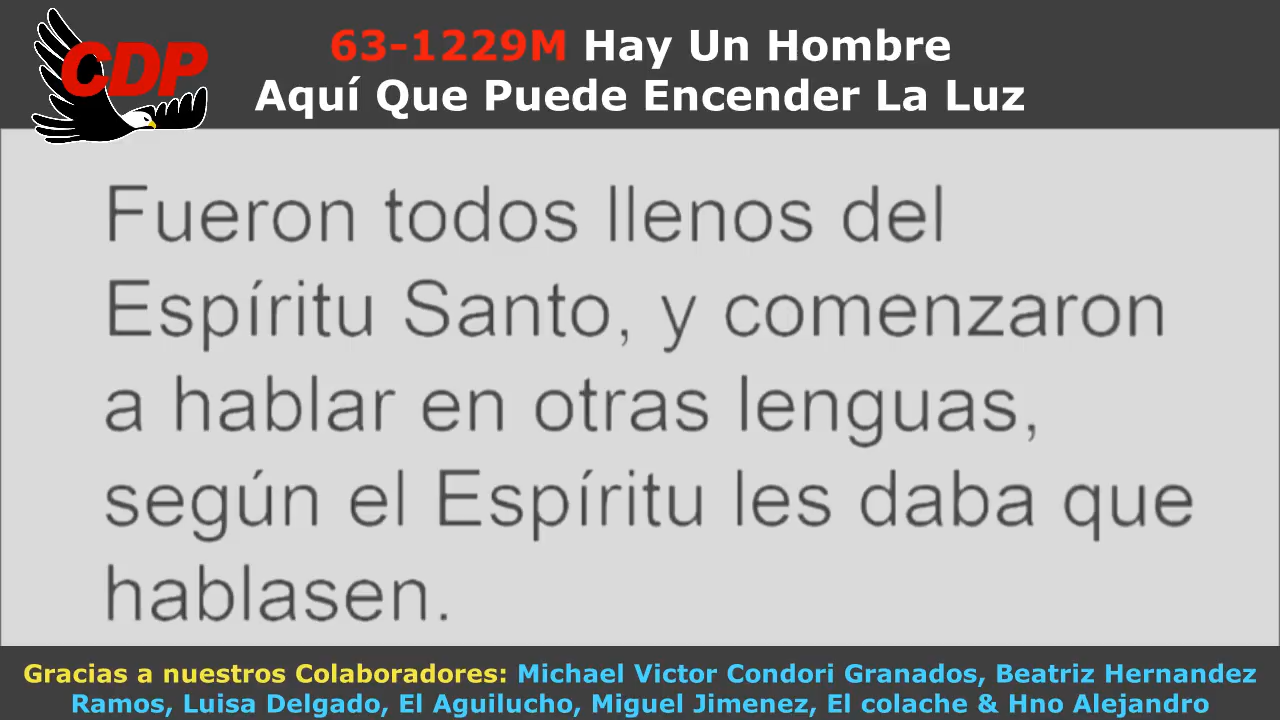 CDP
63-1229M Hay Un Hombre
Aquí Que Puede Encender La Luz
Fueron todos llenos del
Espíritu Santo, y comenzaron
a hablar en otras lenguas,
según el Espíritu les daba que
hablasen.
Gracias a nuestros Colaboradores: Michael Victor Condori Granados, Beatriz Hernandez
Ramos, Luisa Delgado, El Aguilucho, Miguel Jimenez, El colache & Hno Alejandro